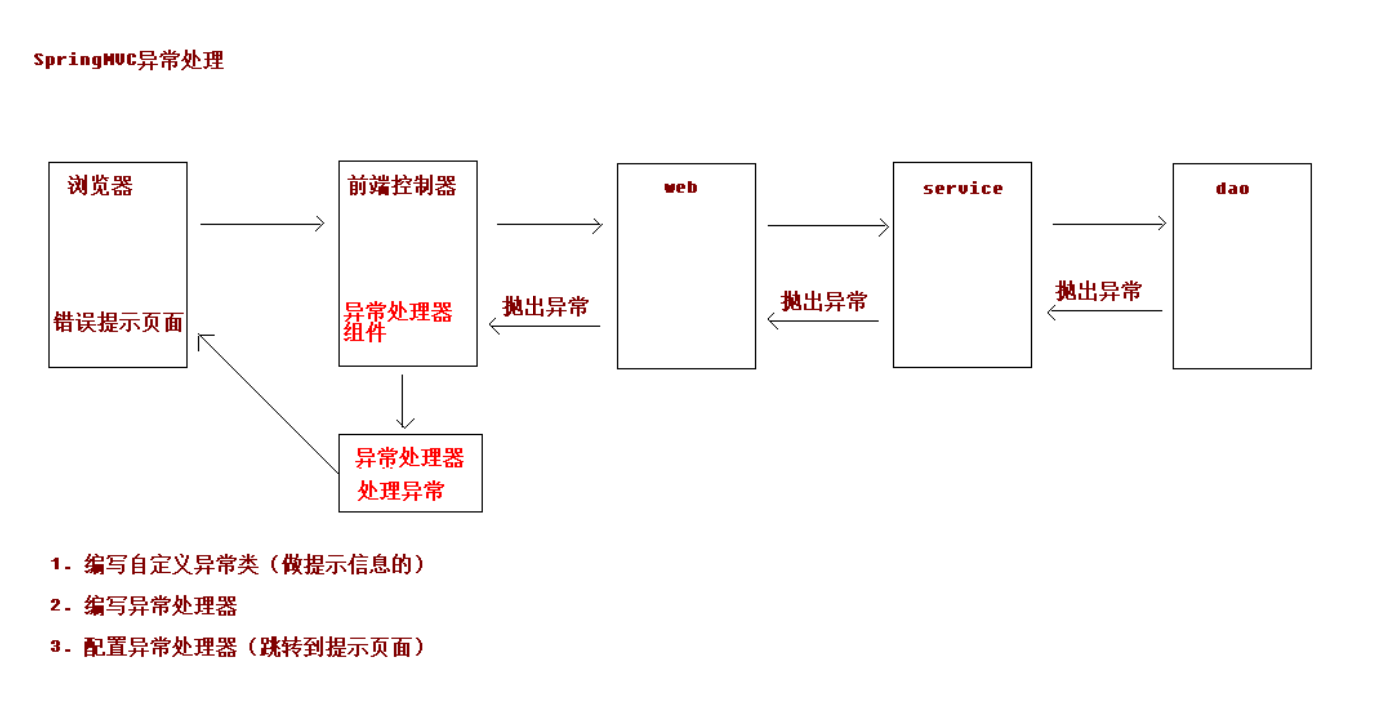 SpringMVC异常处理
浏览器
前端控制器
web
service
dao
错误提示页面
异常处理器
组件
抛出异常
抛出异常
抛出异常
异常处理器
处理异常
1. 编写自定义异常类（做提示信息的）
2. 编写异常处理器
3. 配置异常处理器（跳转到提示页面）